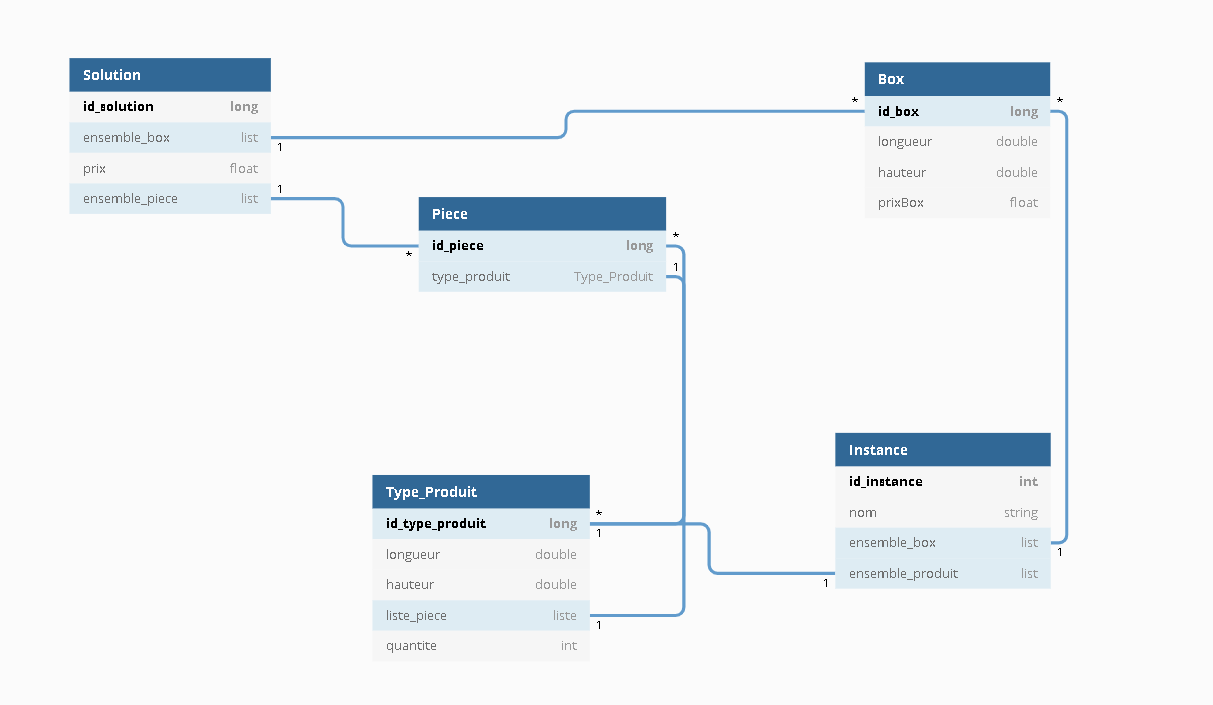 Solution
id_solution long
ensemble_box list
1
prix float
1
ensemble_piece list
*
Box
* id_box long *
longueur double
hauteur double
prixBox float
Piece
id_piece long *
type_produit Type_Produit 1
Type_Produit
id_type_produit long *
1
longueur double
hauteur double
liste_piece liste
1
quantite int
Instance
id_instance int
nom string
ensemble_box list
1
ensemble_produit list
1